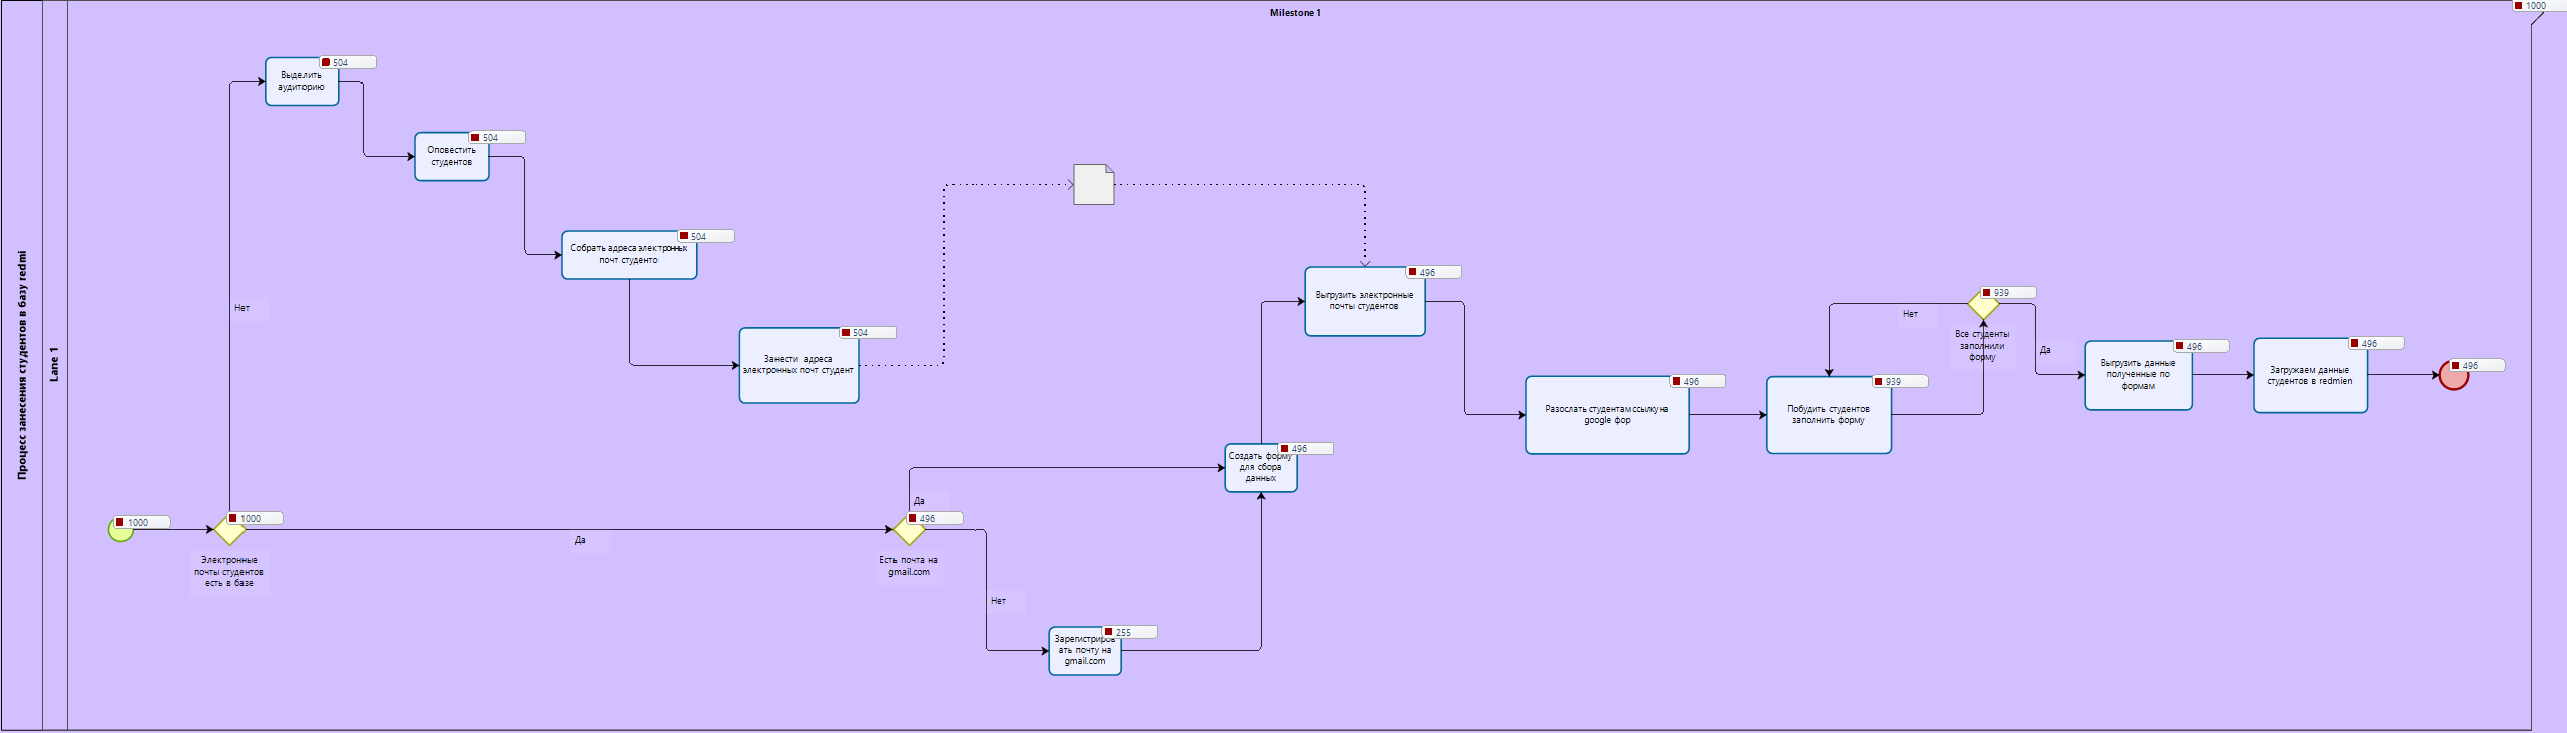 Milestone 1
1000
Процесс занесения студентов в базу redmi
Lane 1
504
Выделить
аудиторию
504
Оповестить
студентов
504
Собрать адреса электронных
почт студенто
504
Занести адреса
электронных почт студент
Нет
1000
1000
Электронные
почты студентов
есть в базе
Да
Да
496
Есть почта на
gmail.com
Нет
255
Зарегистриров
ать почту на
gmail.com
496
Создать форму
для сбора
данных
496
Выгрузить электронные
почты студентов
496
Разослать студентам ссылку на
google фор
939
Побудить студентов
заполнить форму
939
Нет
Все студенты
заполнили
форму
Да
496
Выгрузить данные
полученные по
формам
496
Загружаем данные
студентов в redmien
496